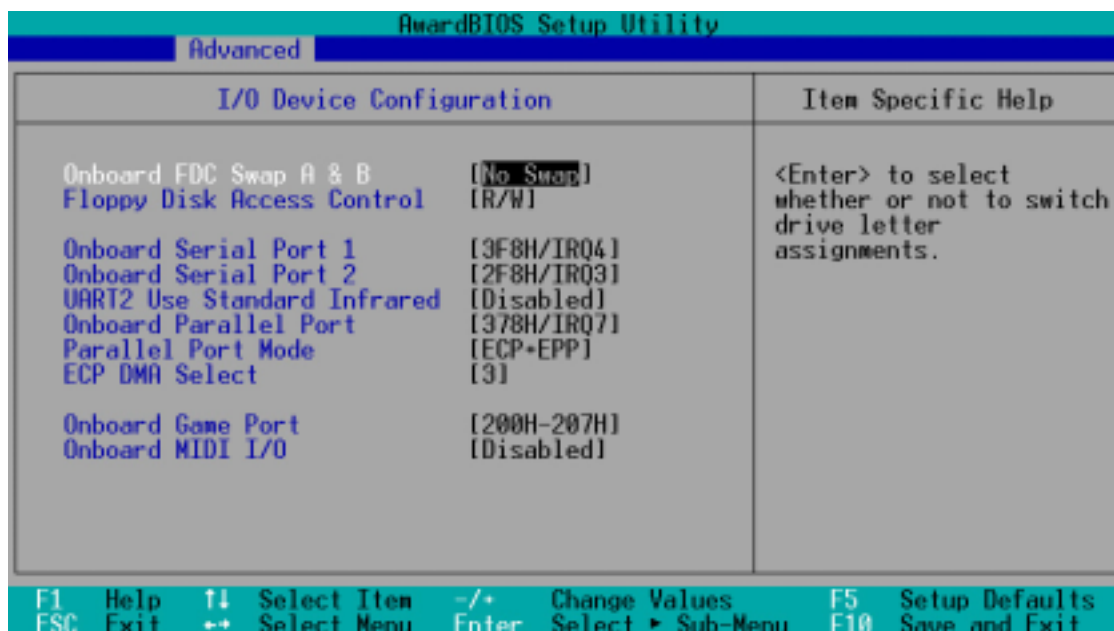 AwardBIOS Setup Utility
Advanced
I/O Device Configuration
Item Specific Help
Onboard FDC Swap A & B [No Swap]
Floppy Disk Access Control [R/W]
Onboard Serial Port 1 [3F8H/IRQ4]
Onboard Serial Port 2 [2F8H/IRQ3]
UART2 Use Standard Infrared [Disabled]
Onboard Parallel Port [378H/IRQ7]
Parallel Port Mode [ECP+EPP]
ECP DMA Select [3]
Onboard Game Port [200H-207H]
Onboard MIDI I/O [Disabled]
<Enter> to select
whether or not to switch
drive letter
assignments.
F1 Help ↑↓ Select Item -/+ Change Values F5 Setup Defaults
ESC Exit ←→ Select Menu Enter Select ► Sub-Menu F10 Save and Exit